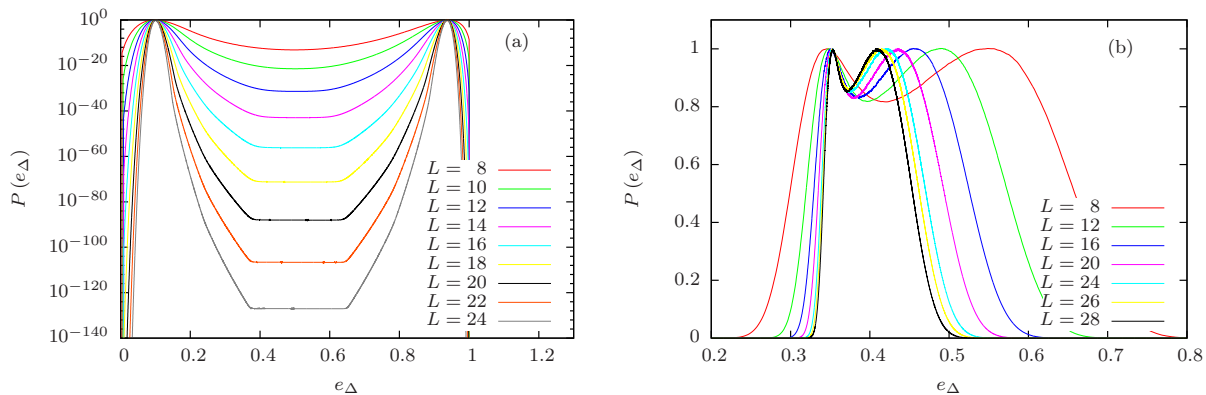 10⁰
10⁻²⁰
10⁻⁴⁰
10⁻⁶⁰
10⁻⁸⁰
10⁻¹⁰⁰
10⁻¹²⁰
10⁻¹⁴⁰
P (e_Δ)
(a)
L = 8
L = 10
L = 12
L = 14
L = 16
L = 18
L = 20
L = 22
L = 24
0 0.2 0.4 0.6 0.8 1 1.2
e_Δ
1
0.8
0.6
0.4
0.2
0
P (e_Δ)
(b)
L = 8
L = 12
L = 16
L = 20
L = 24
L = 26
L = 28
0.2 0.3 0.4 0.5 0.6 0.7 0.8
e_Δ